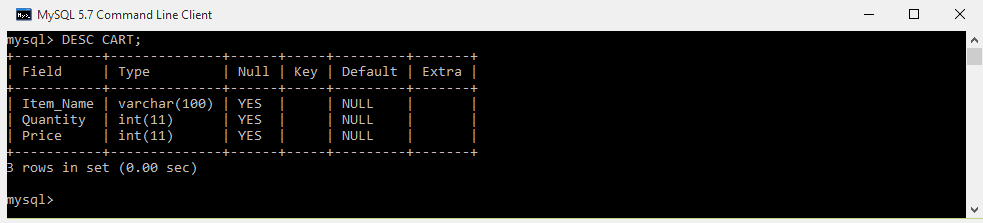 MySQL 5.7 Command Line Client
mysql> DESC CART;
+-----------+--------------+------+-----+---------+-------+
| Field     | Type         | Null | Key | Default | Extra |
+-----------+--------------+------+-----+---------+-------+
| Item_Name | varchar(100) | YES  |     | NULL    |       |
| Quantity  | int(11)      | YES  |     | NULL    |       |
| Price     | int(11)      | YES  |     | NULL    |       |
+-----------+--------------+------+-----+---------+-------+
3 rows in set (0.00 sec)
mysql>